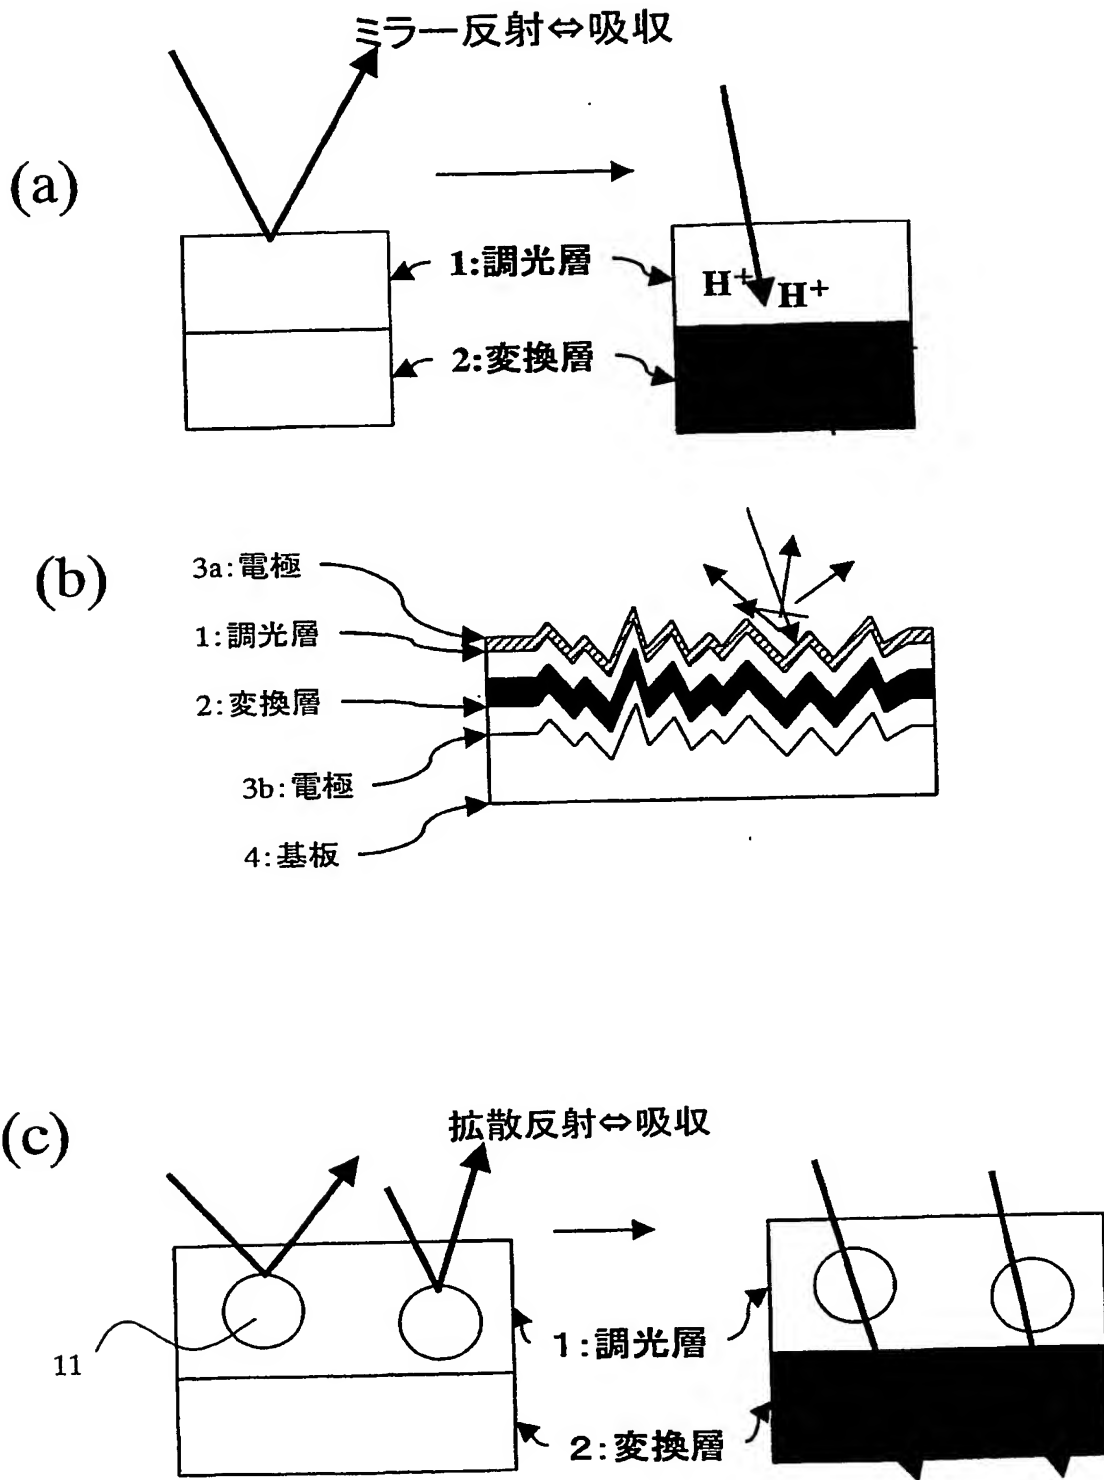 ミラー反射⇔吸収
(a)
1:調光層
H⁺ H⁺
2:変換層
(b)
3a:電極
1:調光層
2:変換層
3b:電極
4:基板
(c)
拡散反射⇔吸収
11
1:調光層
2:変換層